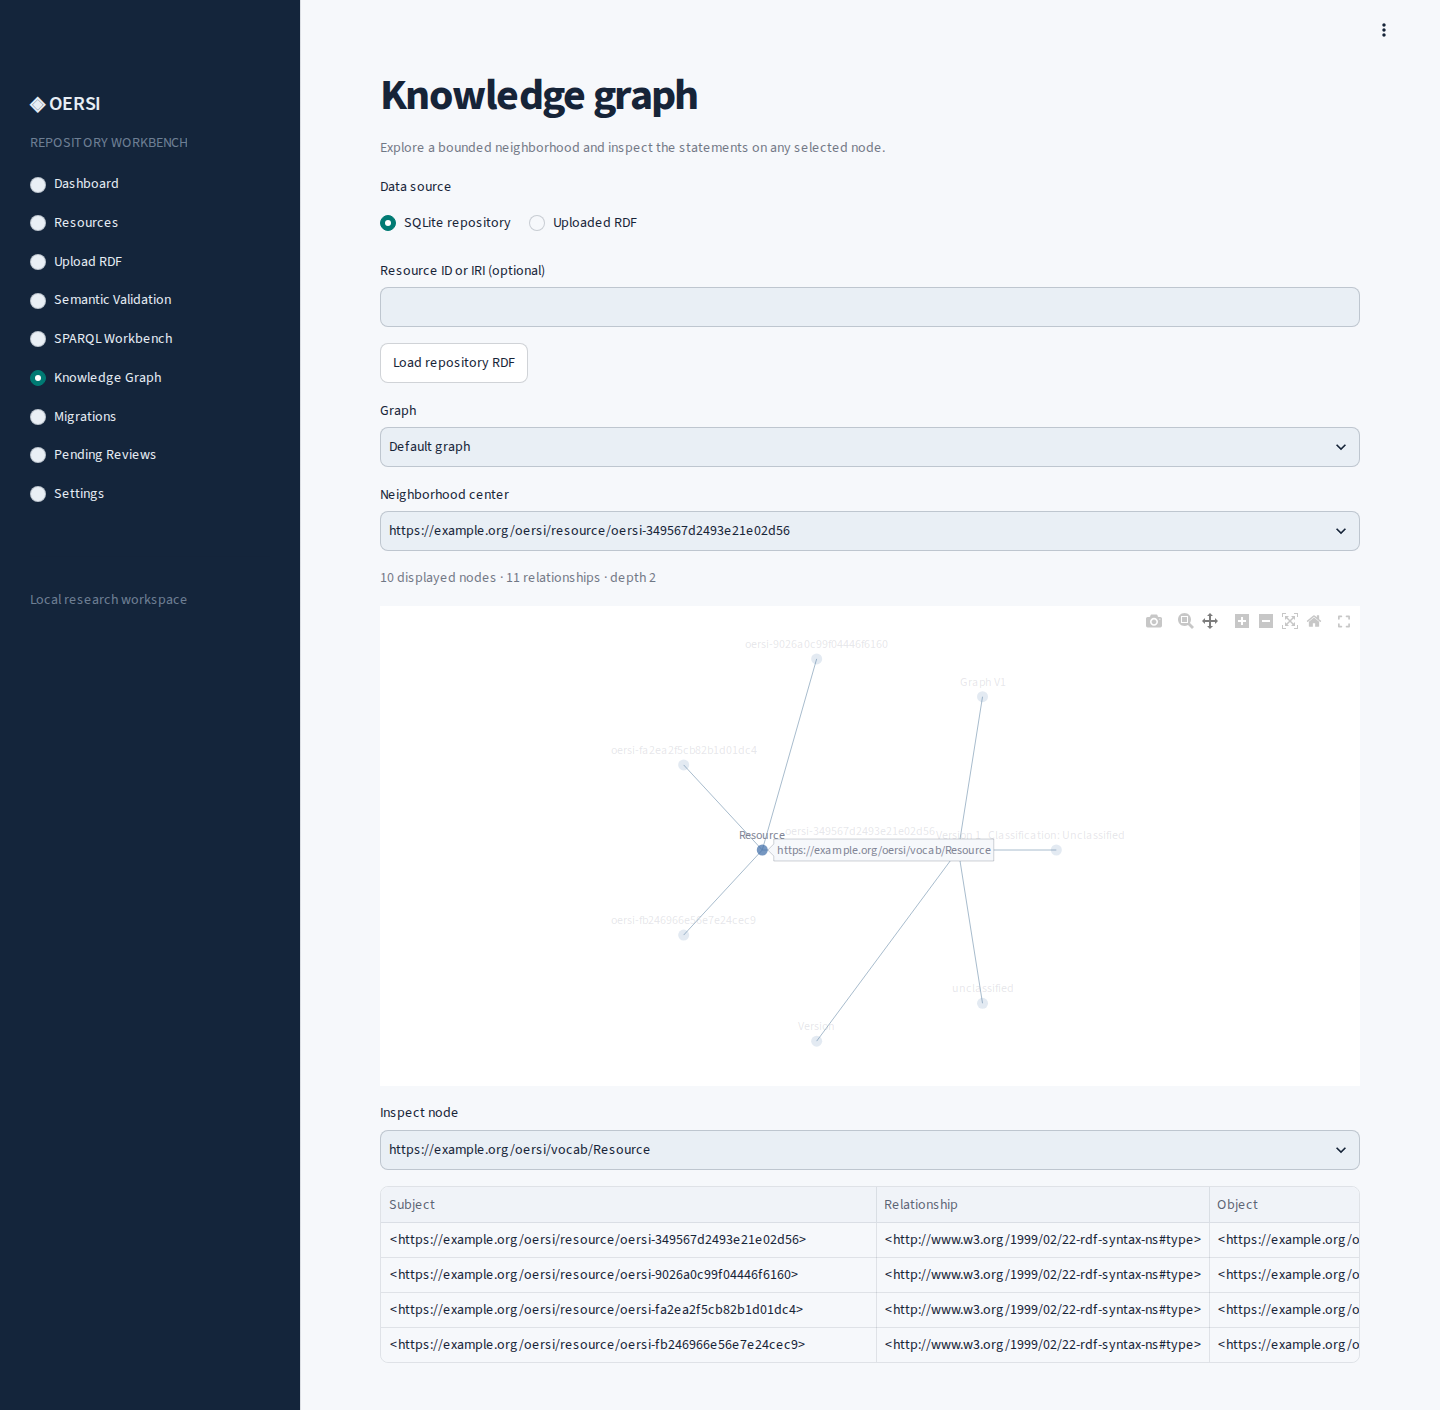 ◈ OERSI
REPOSITORY WORKBENCH
Dashboard
Resources
Upload RDF
Semantic Validation
SPARQL Workbench
Knowledge Graph
Migrations
Pending Reviews
Settings
Local research workspace
Knowledge graph
Explore a bounded neighborhood and inspect the statements on any selected node.
Data source
SQLite repository
Uploaded RDF
Resource ID or IRI (optional)
Load repository RDF
Graph
Default graph
Neighborhood center
https://example.org/oersi/resource/oersi-349567d2493e21e02d56
10 displayed nodes · 11 relationships · depth 2
oersi-9026a0c99f04446f6160
Graph V1
oersi-fa2ea2f5cb82b1d01dc4
Resource
oersi-349567d2493e21e02d56
Version 1
Classification: Unclassified
https://example.org/oersi/vocab/Resource
oersi-fb246966e56e7e24cec9
unclassified
Version
Inspect node
https://example.org/oersi/vocab/Resource
Subject Relationship Object
<https://example.org/oersi/resource/oersi-349567d2493e21e02d56> <http://www.w3.org/1999/02/22-rdf-syntax-ns#type> <https://example.org/o
<https://example.org/oersi/resource/oersi-9026a0c99f04446f6160> <http://www.w3.org/1999/02/22-rdf-syntax-ns#type> <https://example.org/o
<https://example.org/oersi/resource/oersi-fa2ea2f5cb82b1d01dc4> <http://www.w3.org/1999/02/22-rdf-syntax-ns#type> <https://example.org/o
<https://example.org/oersi/resource/oersi-fb246966e56e7e24cec9> <http://www.w3.org/1999/02/22-rdf-syntax-ns#type> <https://example.org/o